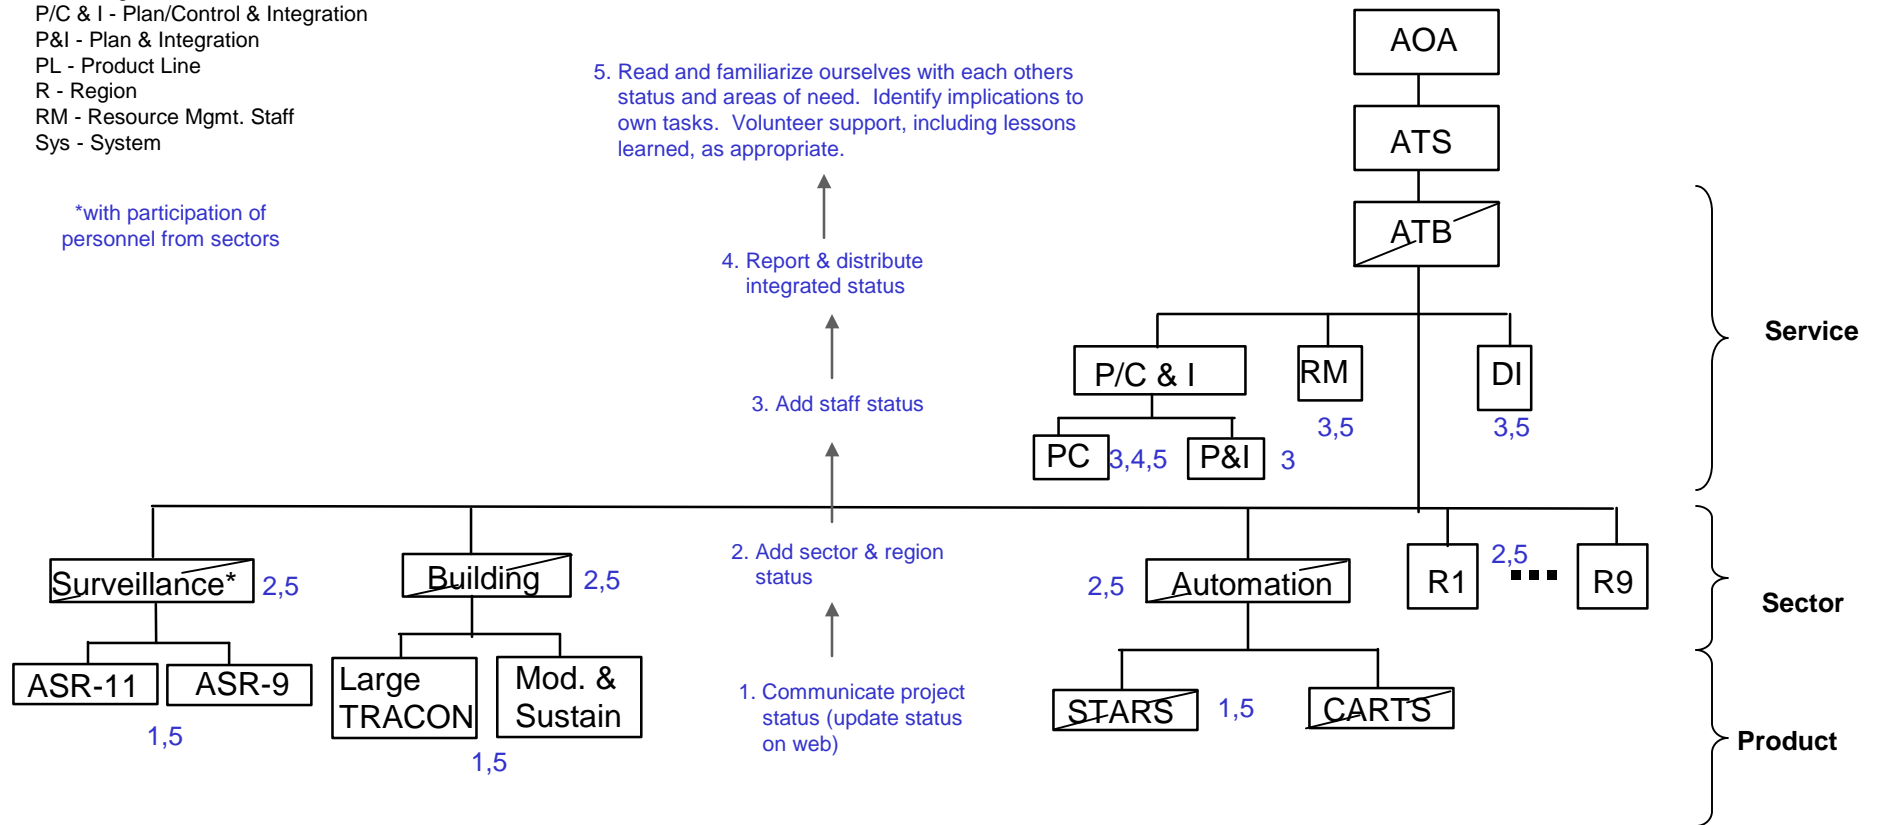 P/C & I - Plan/Control & Integration
P&I - Plan & Integration
PL - Product Line
R - Region
RM - Resource Mgmt. Staff
Sys - System
*with participation of
personnel from sectors
5. Read and familiarize ourselves with each others
status and areas of need. Identify implications to
own tasks. Volunteer support, including lessons
learned, as appropriate.
4. Report & distribute
integrated status
3. Add staff status
2. Add sector & region
status
1. Communicate project
status (update status
on web)
AOA
ATS
ATB
P/C & I
RM
DI
3,5
3,5
PC
3,4,5
P&I
3
Service
Surveillance*
2,5
Building
2,5
2,5
Automation
R1
2,5
R9
Sector
ASR-11
ASR-9
1,5
Large
TRACON
Mod. &
Sustain
1,5
STARS
1,5
CARTS
Product